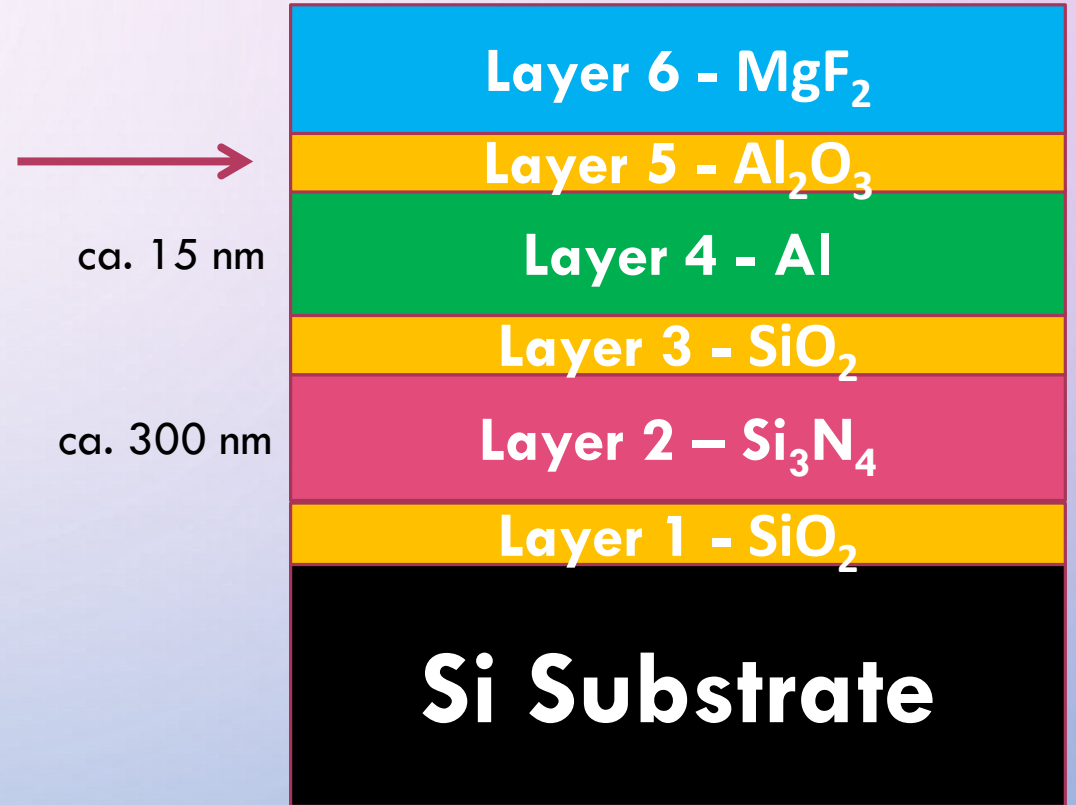 Layer 6 - MgF₂
Layer 5 - Al₂O₃
ca. 15 nm Layer 4 - Al
Layer 3 - SiO₂
ca. 300 nm Layer 2 – Si₃N₄
Layer 1 - SiO₂
Si Substrate